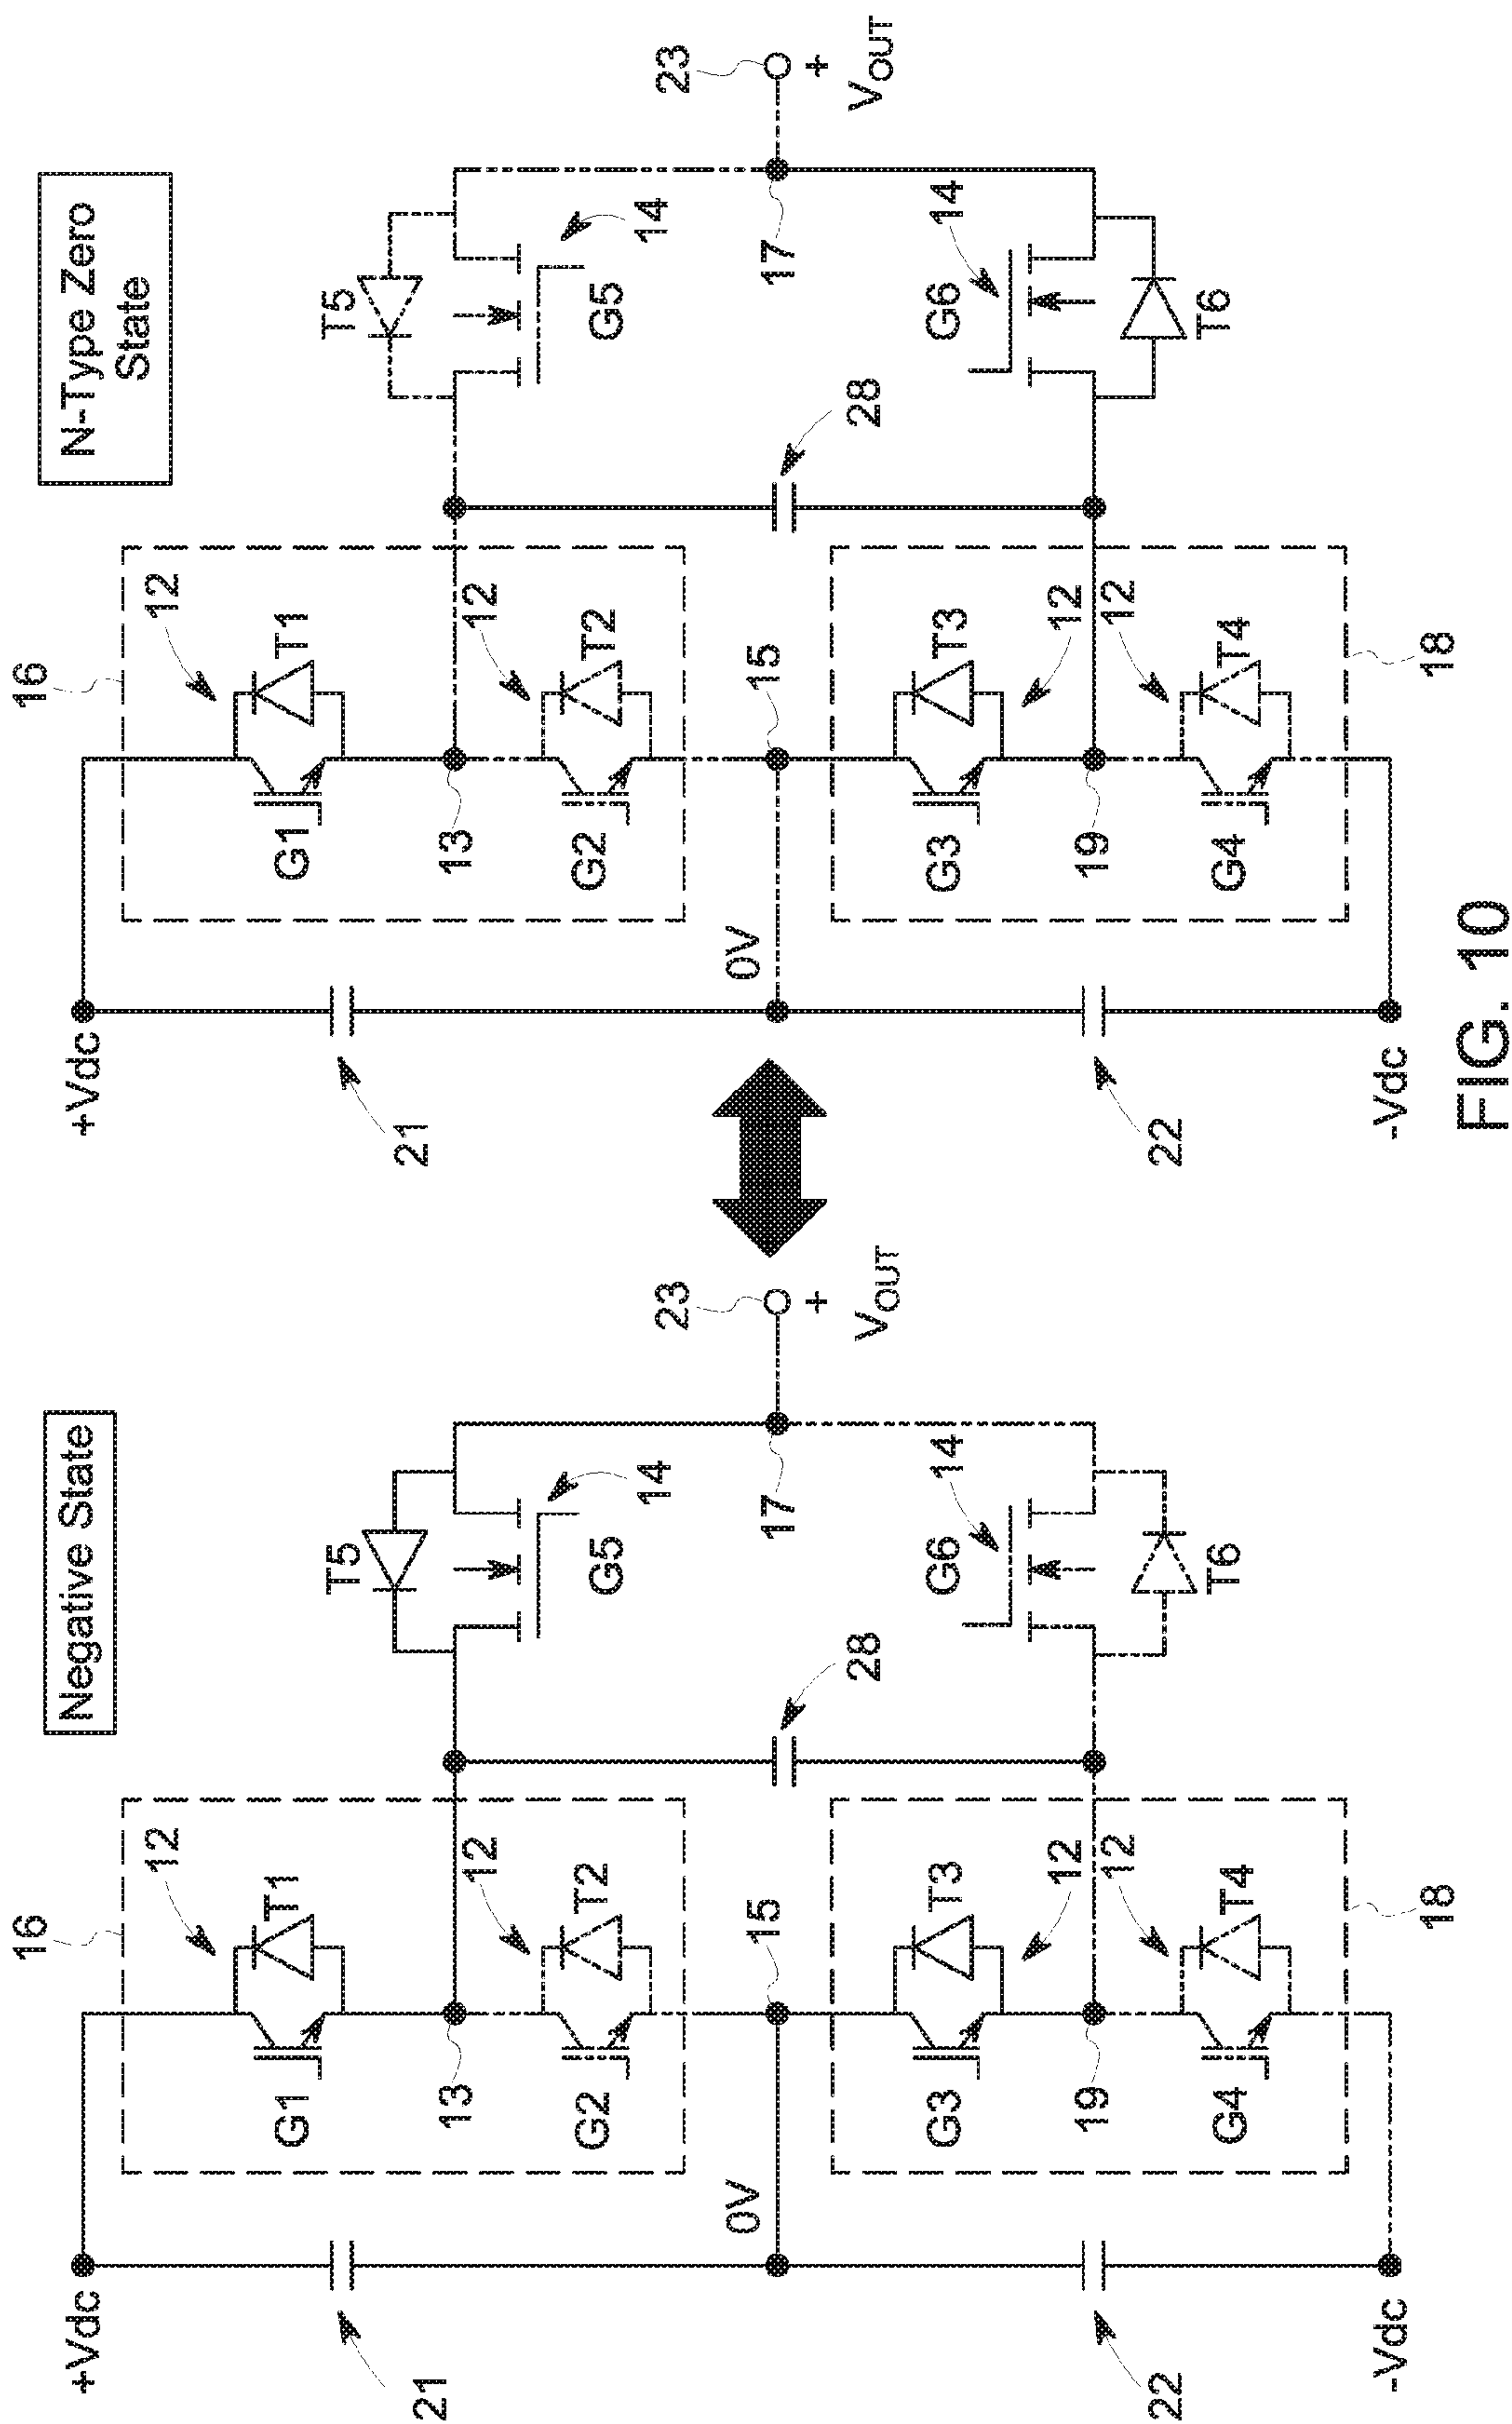 Negative State
16
+Vdc
12
G1
T1
T5
21
13
12
14
G2
T2
G5
0V
15
17
23
+
VOUT
28
G3
T3
12
G6
14
19
22
12
G4
T4
T6
-Vdc
18
N-Type Zero
State
16
+Vdc
12
G1
T1
T5
21
13
12
14
G2
T2
G5
0V
15
17
23
+
VOUT
28
G3
T3
12
G6
14
19
22
12
G4
T4
T6
-Vdc
18
FIG. 10